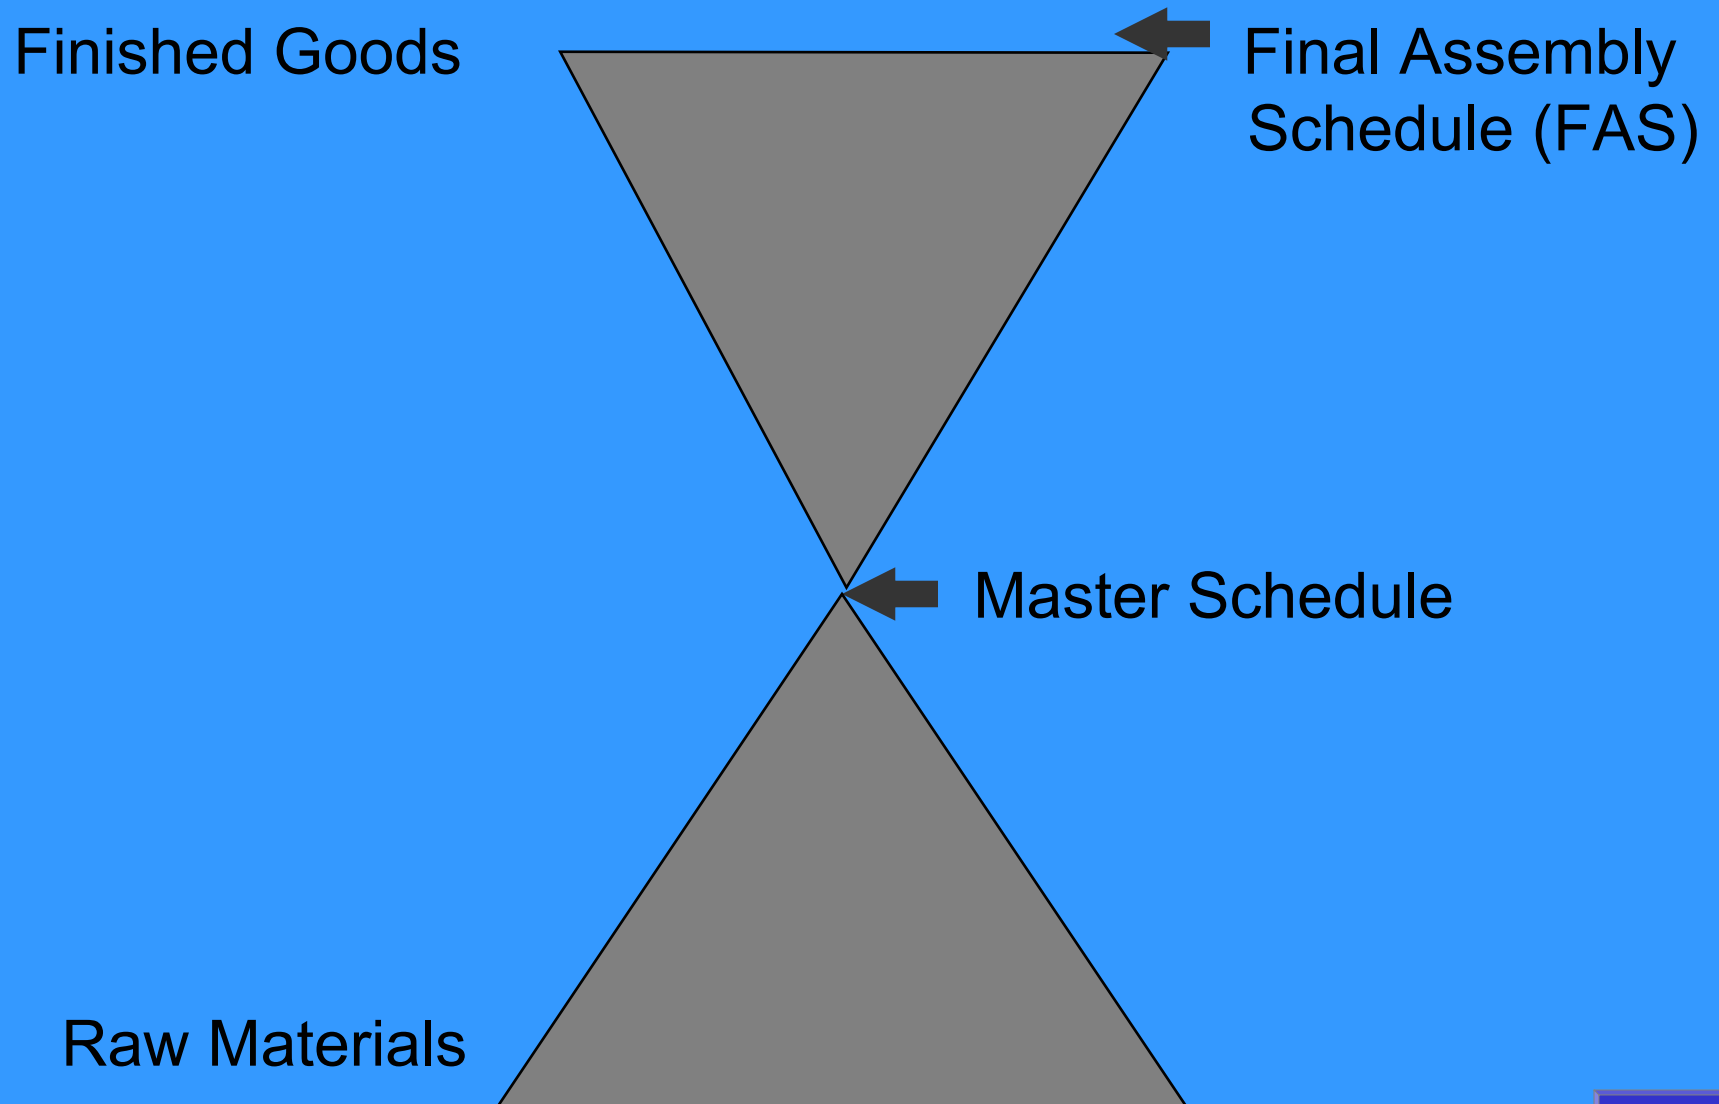 Finished Goods
Final Assembly
Schedule (FAS)
Master Schedule
Raw Materials